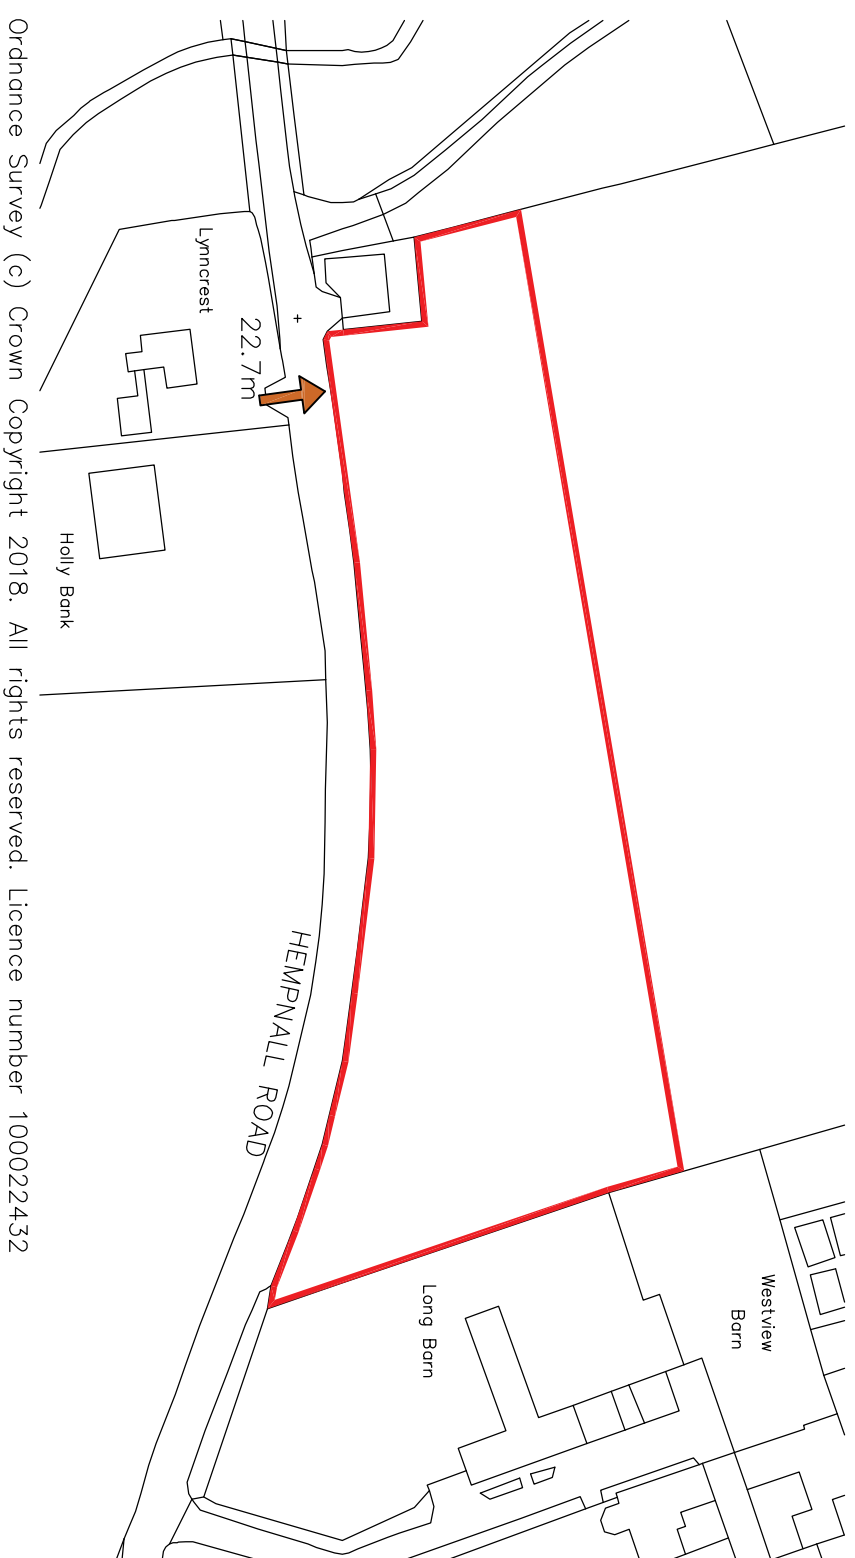 Lynncrest
22.7m
Holly Bank
HEMPNALL ROAD
Long Barn
Westview
Barn
Ordnance Survey (c) Crown Copyright 2018. All rights reserved. Licence number 100022432